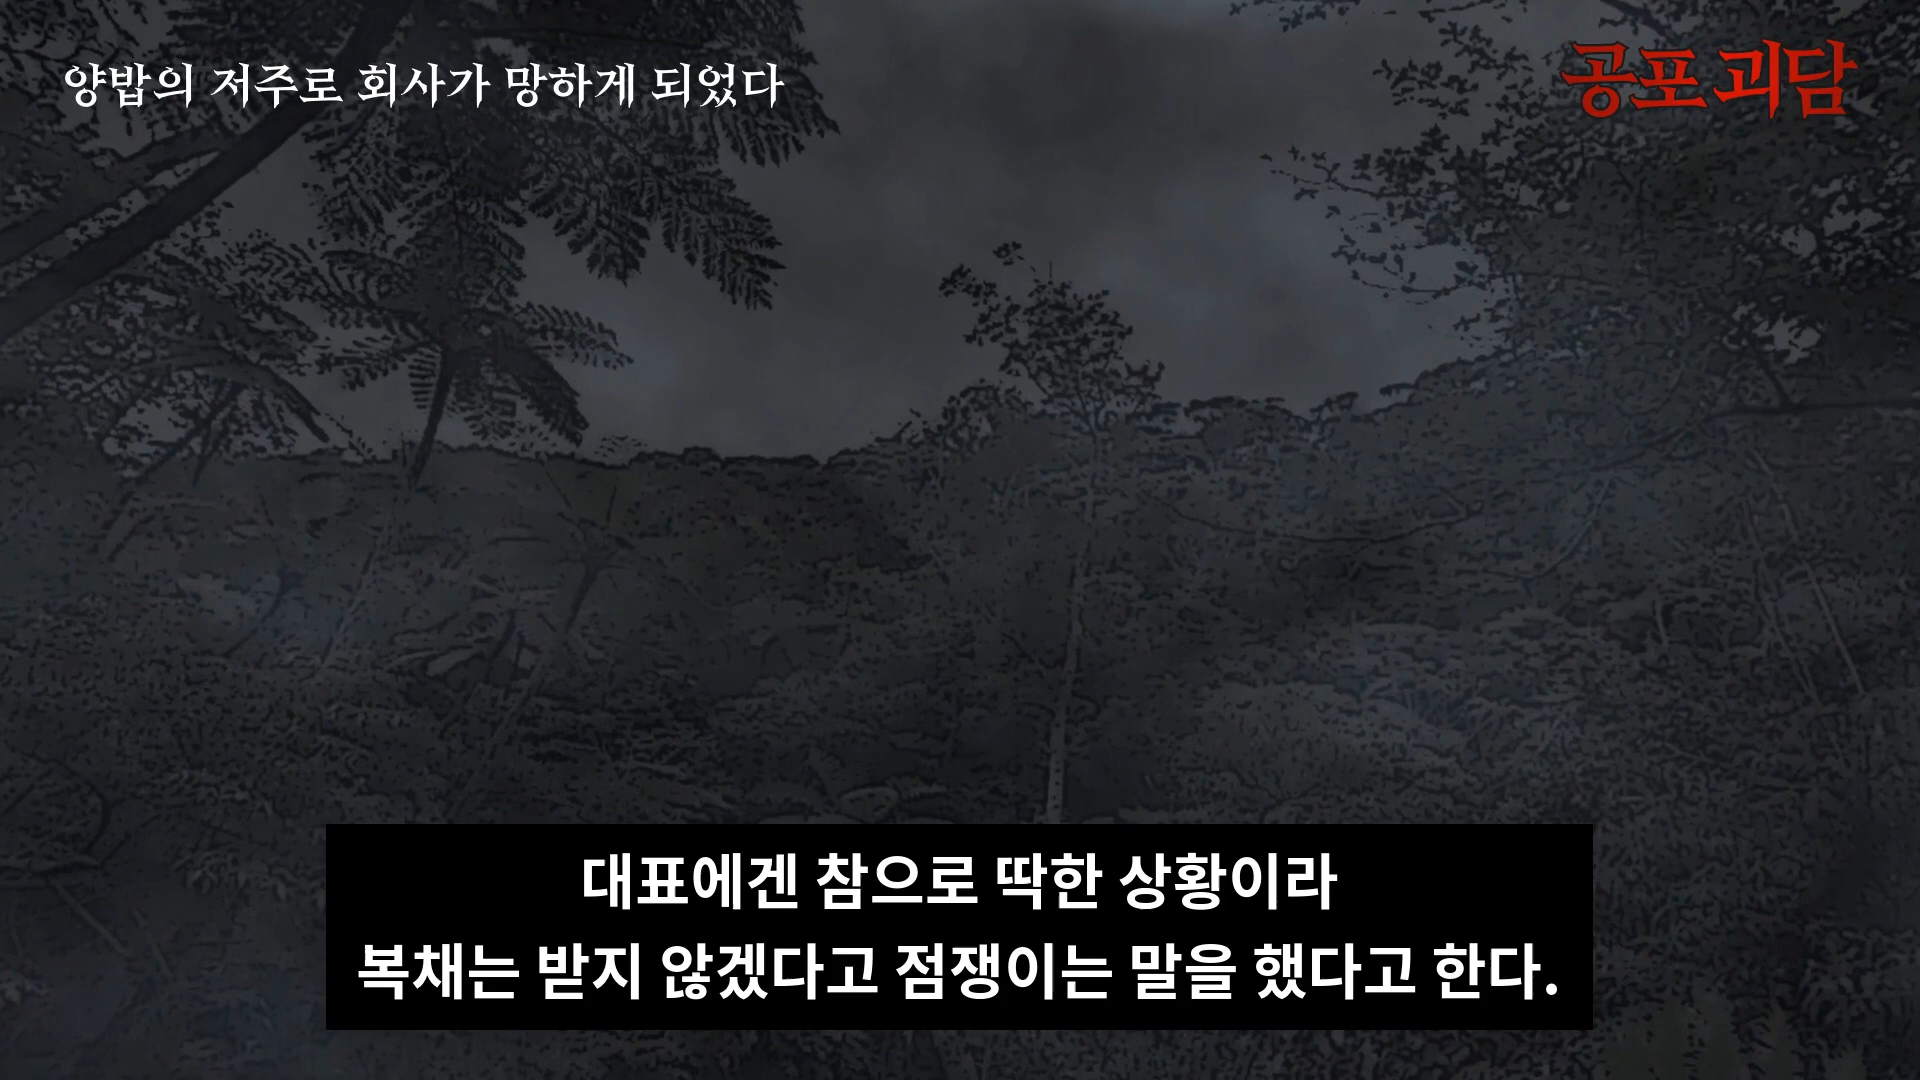 양밥의 저주로 회사가 망하게 되었다
공포 괴담
대표에겐 참으로 딱한 상황이라
복채는 받지 않겠다고 점쟁이는 말을 했다고 한다.